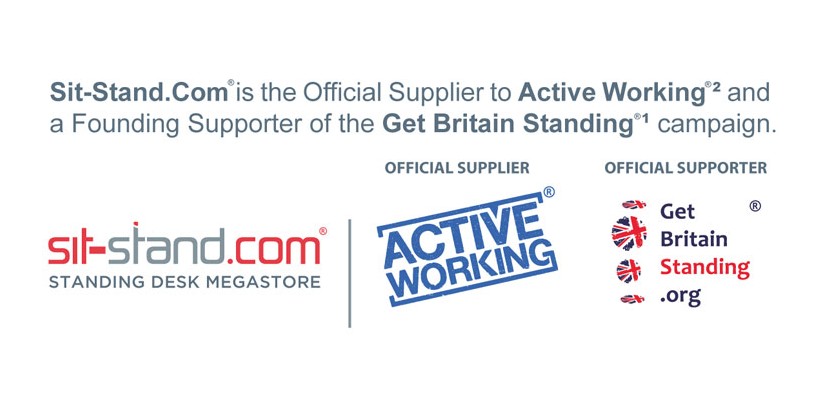 Sit-Stand.Com® is the Official Supplier to Active Working®² and
a Founding Supporter of the Get Britain Standing®¹ campaign.
OFFICIAL SUPPLIER
OFFICIAL SUPPORTER
sit-stand.com®
STANDING DESK MEGASTORE
ACTIVE®
WORKING
Get ®
Britain
Standing
.org